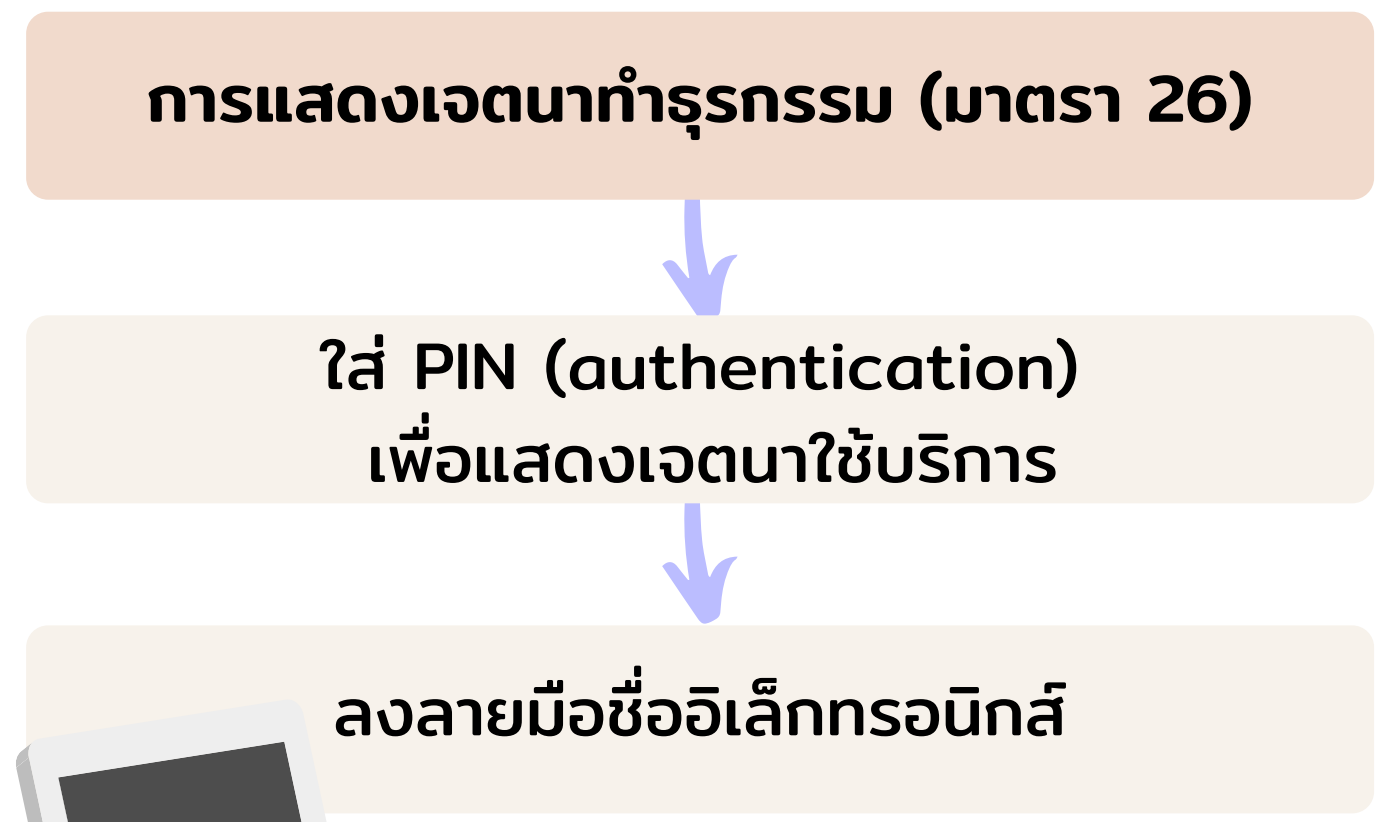 การแสดงเจตนาทำธุรกรรม (มาตรา 26)
ใส่ PIN (authentication)
เพื่อแสดงเจตนาใช้บริการ
ลงลายมือชื่ออิเล็กทรอนิกส์